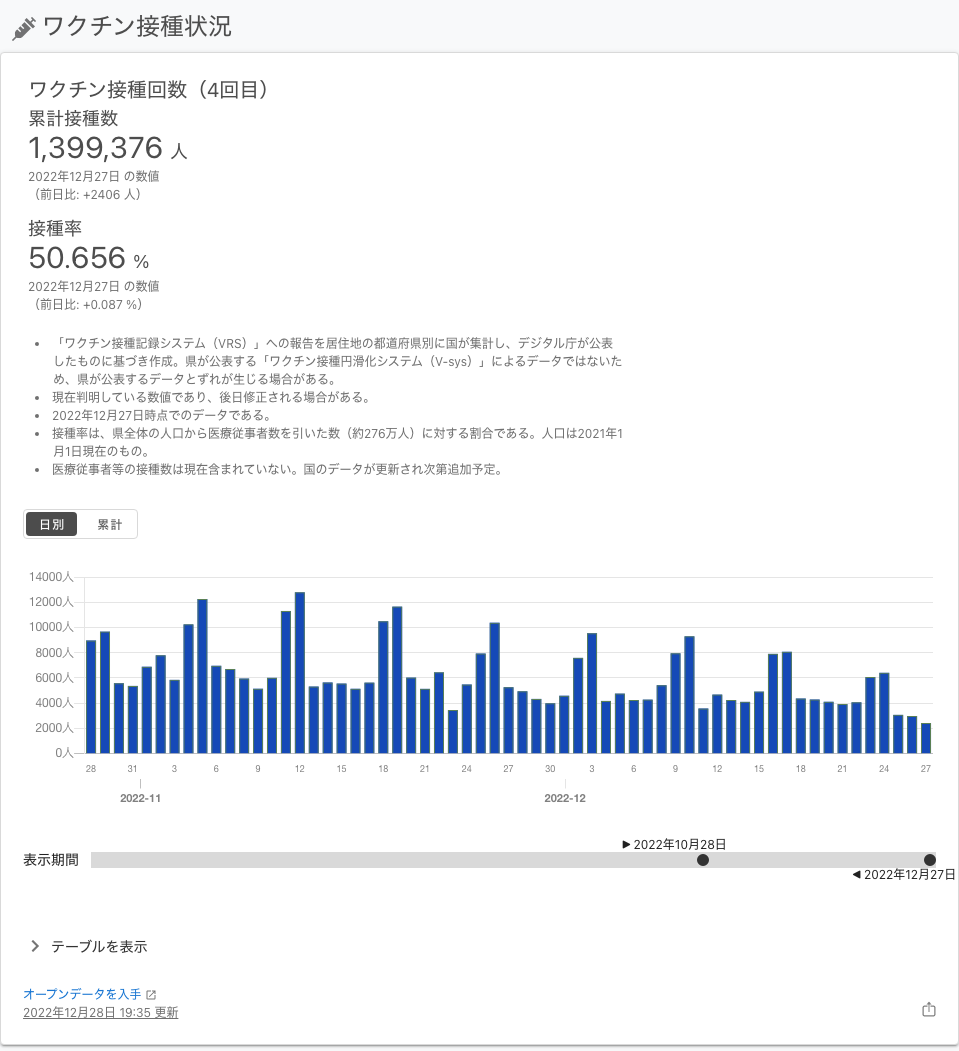 ワクチン接種状況
ワクチン接種回数（4回目）
累計接種数
1,399,376 人
2022年12月27日 の数値
（前日比: +2406 人）
接種率
50.656 %
2022年12月27日 の数値
（前日比: +0.087 %）
• 「ワクチン接種記録システム（VRS）」への報告を居住地の都道府県別に国が集計し、デジタル庁が公表
したものに基づき作成。県が公表する「ワクチン接種円滑化システム（V-sys）」によるデータではないた
め、県が公表するデータとずれが生じる場合がある。
• 現在判明している数値であり、後日修正される場合がある。
• 2022年12月27日時点でのデータである。
• 接種率は、県全体の人口から医療従事者数を引いた数（約276万人）に対する割合である。人口は2021年1
月1日現在のもの。
• 医療従事者等の接種数は現在含まれていない。国のデータが更新され次第追加予定。
日別 累計
14000人
12000人
10000人
8000人
6000人
4000人
2000人
0人
28 31 3 6 9 12 15 18 21 24 27 30 3 6 9 12 15 18 21 24 27
2022-11 2022-12
▶ 2022年10月28日
表示期間
◀ 2022年12月27日
テーブルを表示
オープンデータを入手
2022年12月28日 19:35 更新